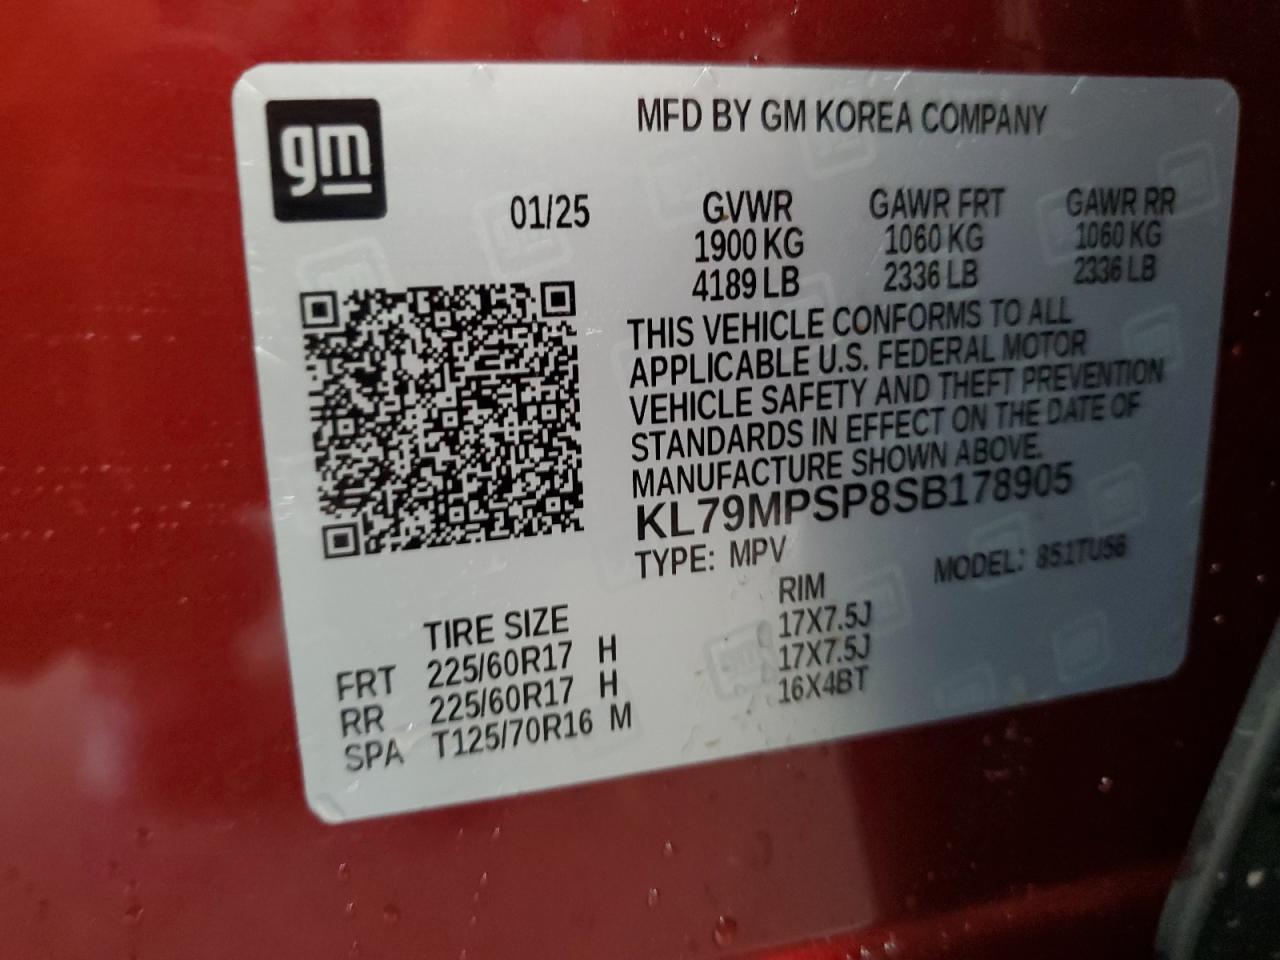 gm
MFD BY GM KOREA COMPANY
01/25
GVWR GAWR FRT GAWR RR
1900 KG 1060 KG 1060 KG
4189 LB 2336 LB 2336 LB
THIS VEHICLE CONFORMS TO ALL
APPLICABLE U.S. FEDERAL MOTOR
VEHICLE SAFETY AND THEFT PREVENTION
STANDARDS IN EFFECT ON THE DATE OF
MANUFACTURE SHOWN ABOVE.
KL79MPSP8SB178905
TYPE: MPV MODEL: 851TU56
TIRE SIZE RIM
FRT 225/60R17 H 17X7.5J
RR 225/60R17 H 17X7.5J
SPA T125/70R16 M 16X4BT